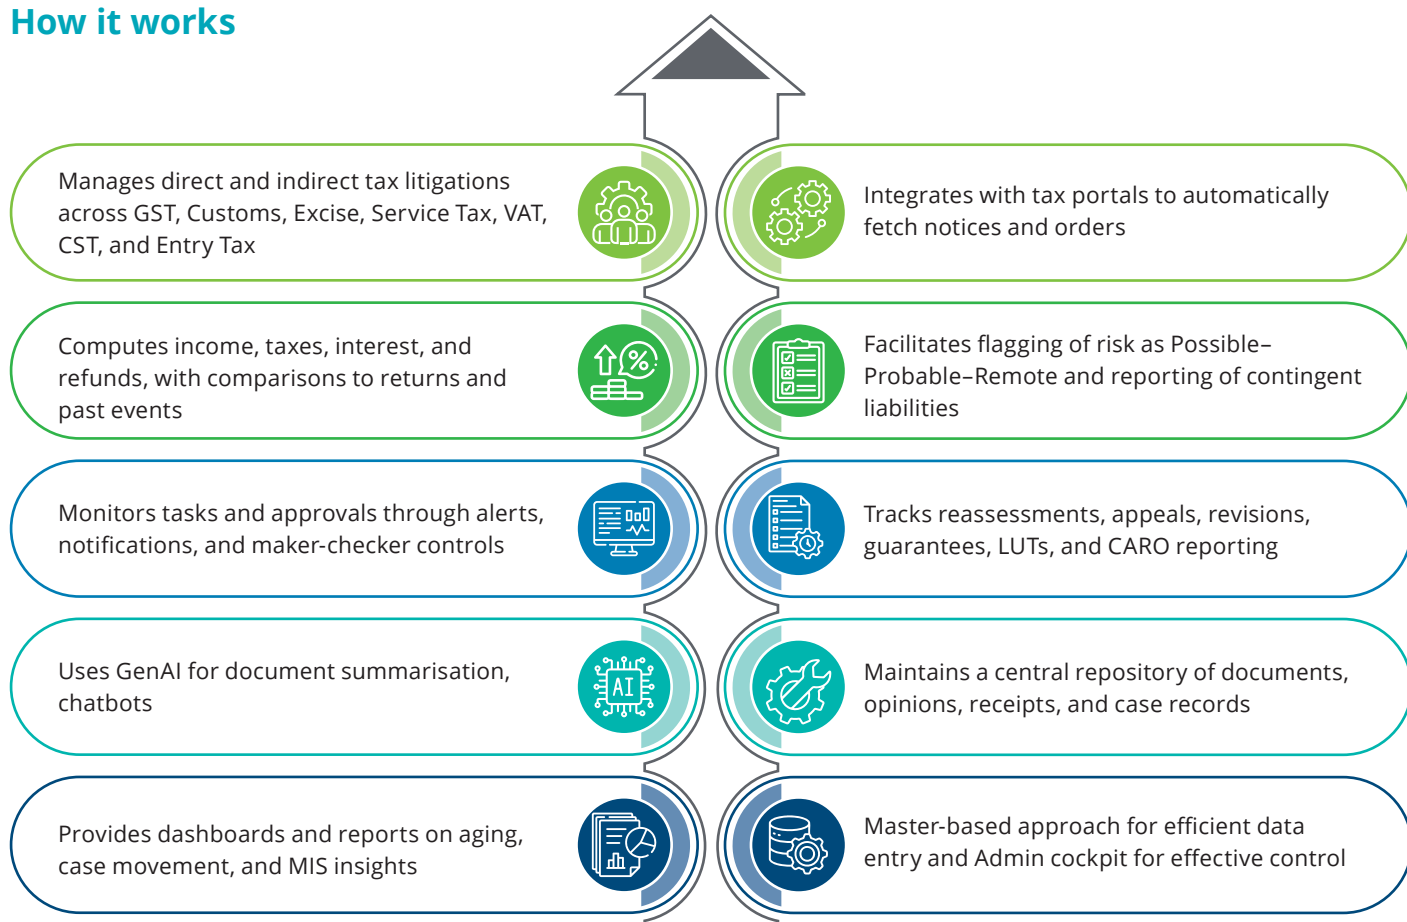 How it works
Manages direct and indirect tax litigations
across GST, Customs, Excise, Service Tax, VAT,
CST, and Entry Tax
Integrates with tax portals to automatically
fetch notices and orders
Computes income, taxes, interest, and
refunds, with comparisons to returns and
past events
%
Facilitates flagging of risk as Possible–
Probable–Remote and reporting of contingent
liabilities
Monitors tasks and approvals through alerts,
notifications, and maker-checker controls
Tracks reassessments, appeals, revisions,
guarantees, LUTs, and CARO reporting
Uses GenAI for document summarisation,
chatbots
AI
Maintains a central repository of documents,
opinions, receipts, and case records
Provides dashboards and reports on aging,
case movement, and MIS insights
Master-based approach for efficient data
entry and Admin cockpit for effective control